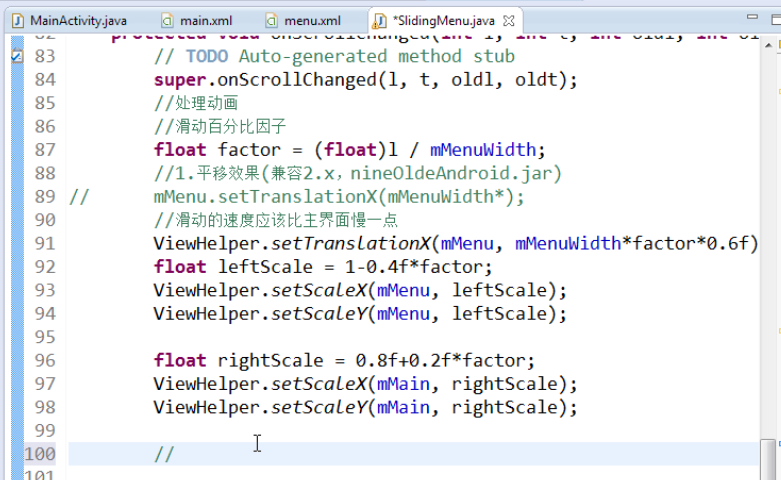 MainActivity.java main.xml menu.xml *SlidingMenu.java
protected void onScrollChanged(int l, int t, int oldl, int ol
83 // TODO Auto-generated method stub
84 super.onScrollChanged(l, t, oldl, oldt);
85 //处理动画
86 //滑动百分比因子
87 float factor = (float)l / mMenuWidth;
88 //1.平移效果(兼容2.x，nineOldeAndroid.jar)
89 // mMenu.setTranslationX(mMenuWidth*);
90 //滑动的速度应该比主界面慢一点
91 ViewHelper.setTranslationX(mMenu, mMenuWidth*factor*0.6f)
92 float leftScale = 1-0.4f*factor;
93 ViewHelper.setScaleX(mMenu, leftScale);
94 ViewHelper.setScaleY(mMenu, leftScale);
95
96 float rightScale = 0.8f+0.2f*factor;
97 ViewHelper.setScaleX(mMain, rightScale);
98 ViewHelper.setScaleY(mMain, rightScale);
99
100 //
101